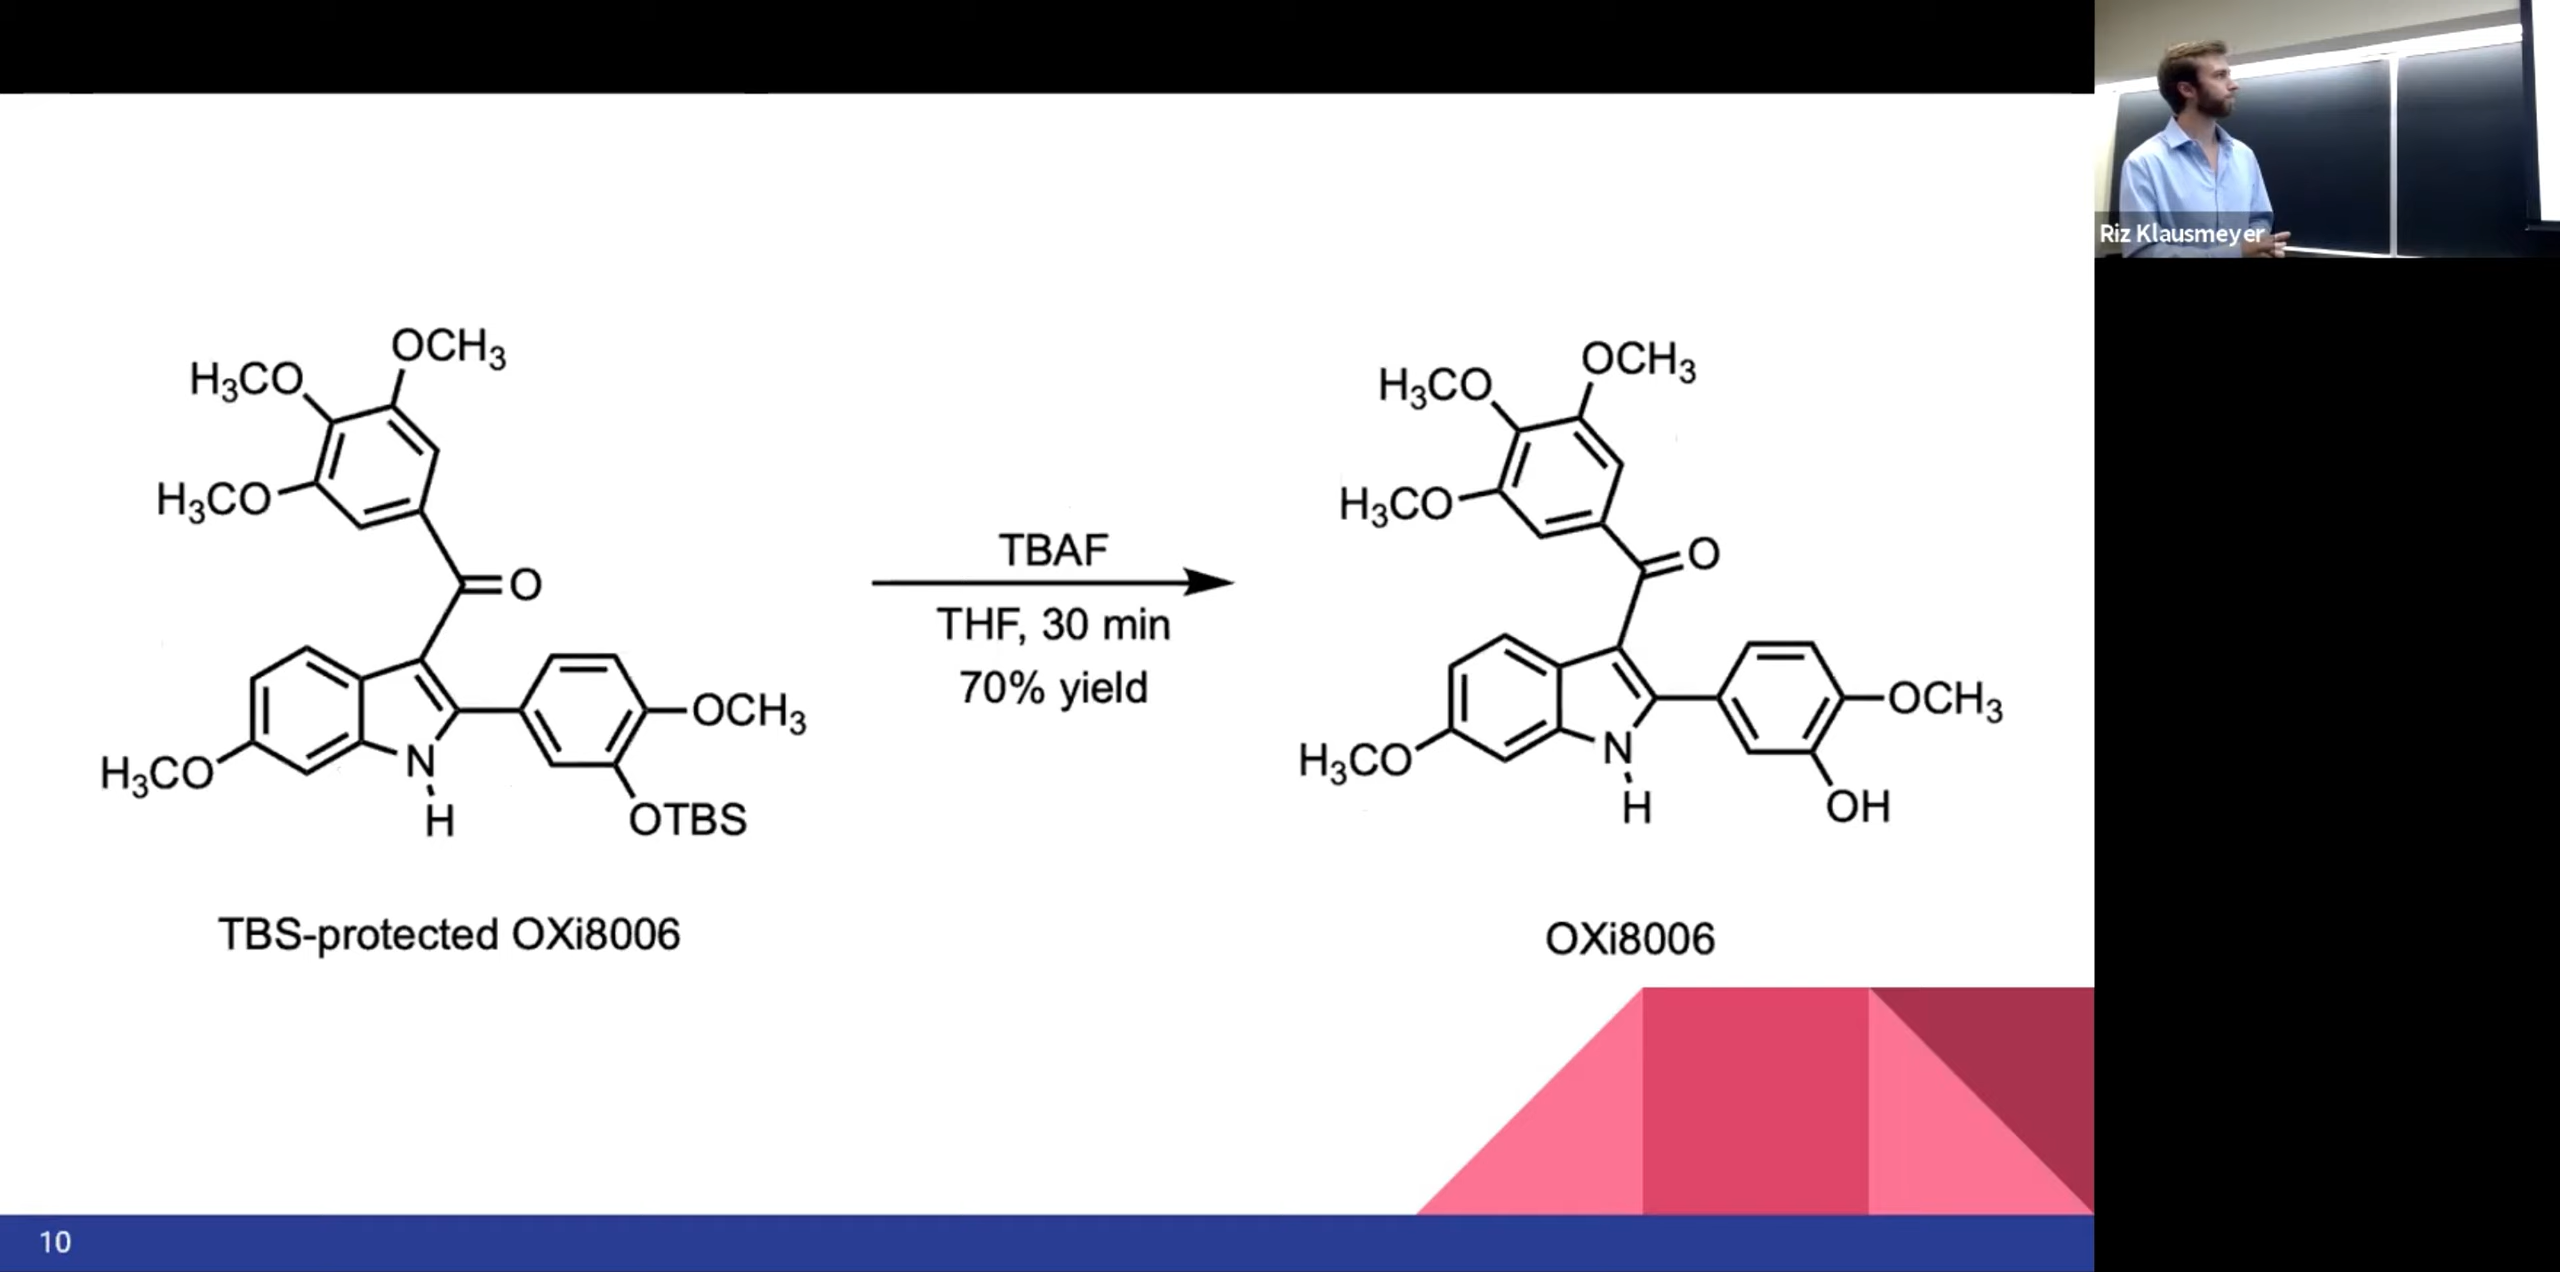 OCH3
H3CO
H3CO
O
OCH3
H3CO
N
H
OTBS
TBS-protected OXi8006
TBAF
THF, 30 min
70% yield
OCH3
H3CO
H3CO
O
OCH3
H3CO
N
H
OH
OXi8006
10
Riz Klausmeyer